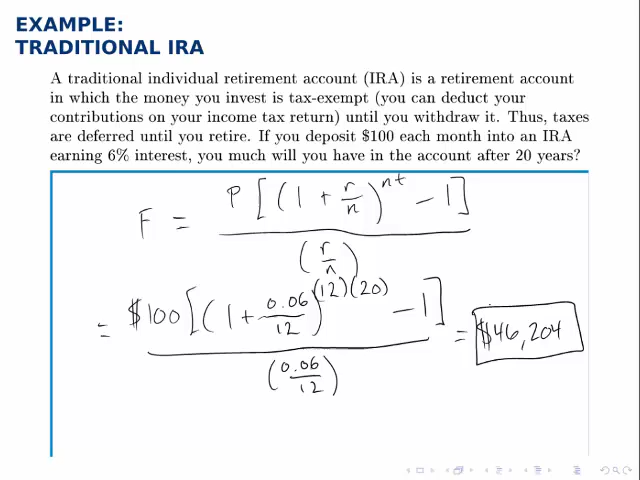 EXAMPLE:
TRADITIONAL IRA
A traditional individual retirement account (IRA) is a retirement account
in which the money you invest is tax-exempt (you can deduct your
contributions on your income tax return) until you withdraw it. Thus, taxes
are deferred until you retire. If you deposit $100 each month into an IRA
earning 6% interest, you much will you have in the account after 20 years?
F = P[(1 + r/n)^nt - 1] / (r/n)
= $100[(1 + 0.06/12)^(12)(20) - 1] / (0.06/12) = $46,204